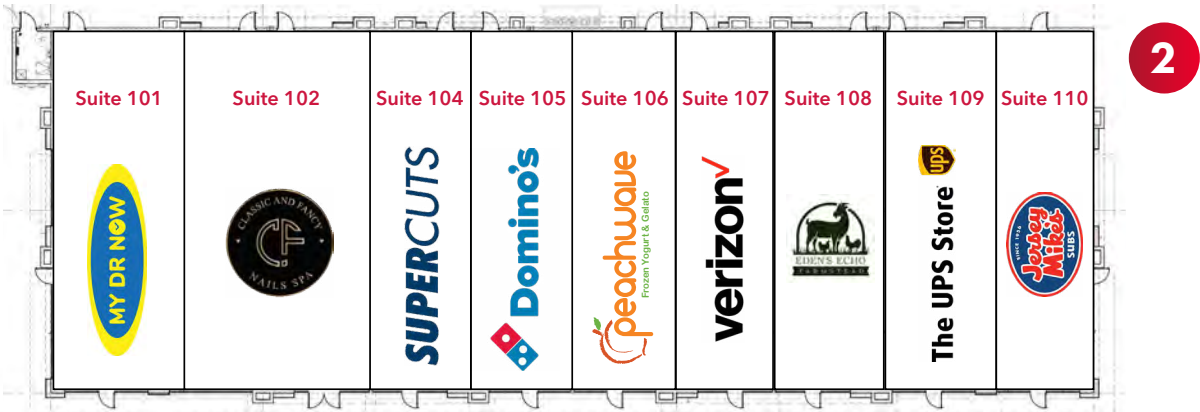 2
Suite 101
Suite 102
Suite 104
Suite 105
Suite 106
Suite 107
Suite 108
Suite 109
Suite 110
MY DR NOW
CLASSIC AND FANCY
CF
NAILS SPA
SUPERCUTS
Domino's
peachwave
Frozen Yogurt & Gelato
verizon
EDEN'S ECHO
FARMSTEAD
The UPS Store
ups
SINCE 1956
Jersey
Mike's
SUBS